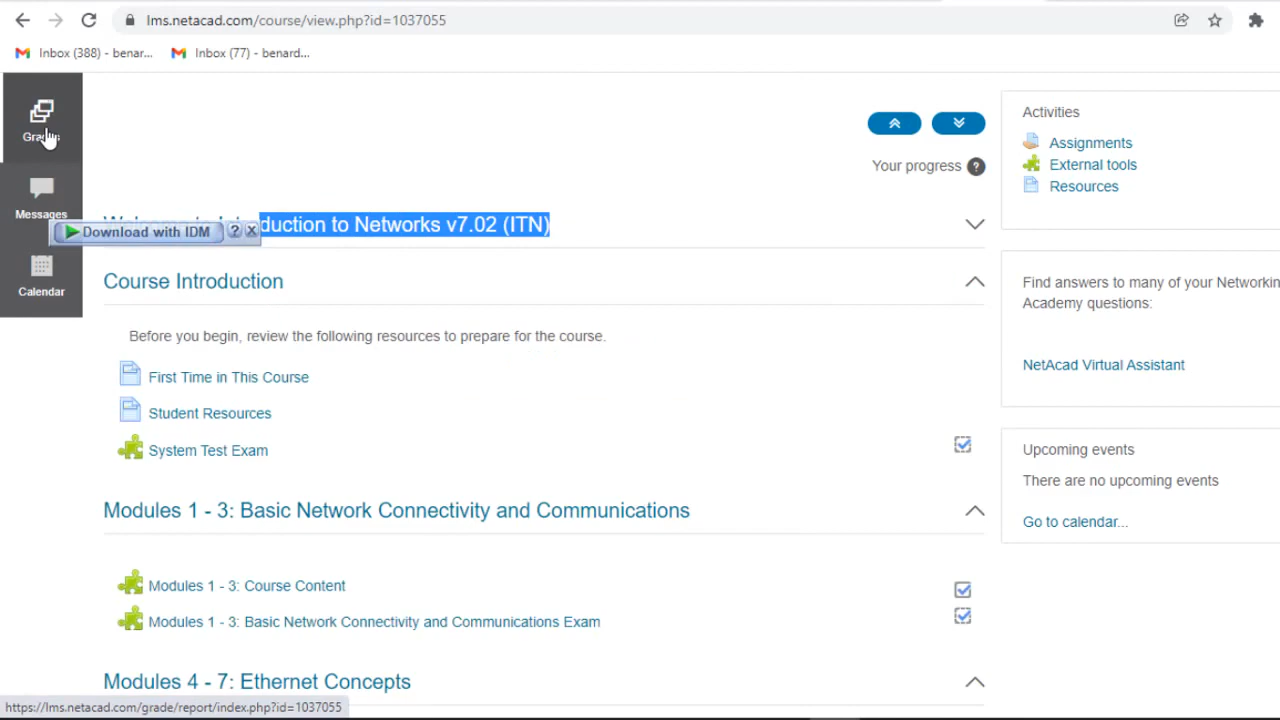 lms.netacad.com/course/view.php?id=1037055
Inbox (388) - benar... Inbox (77) - benard...
Activities
Assignments
External tools
Resources
Your progress
Messages
Download with IDM ? x
duction to Networks v7.02 (ITN)
Calendar
Course Introduction
Before you begin, review the following resources to prepare for the course.
First Time in This Course
Student Resources
System Test Exam
Find answers to many of your Networkin
Academy questions:
NetAcad Virtual Assistant
Upcoming events
There are no upcoming events
Go to calendar...
Modules 1 - 3: Basic Network Connectivity and Communications
Modules 1 - 3: Course Content
Modules 1 - 3: Basic Network Connectivity and Communications Exam
Modules 4 - 7: Ethernet Concepts
https://lms.netacad.com/grade/report/index.php?id=1037055